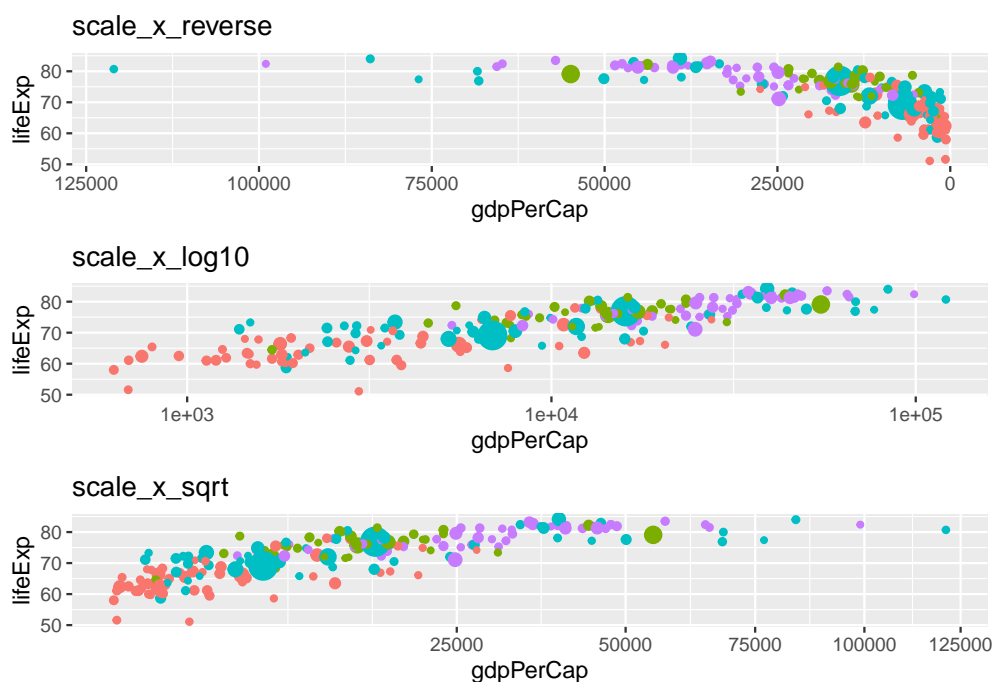 scale_x_reverse
lifeExp
80
70
60
50
125000 100000 75000 50000 25000 0
gdpPerCap
scale_x_log10
lifeExp
80
70
60
50
1e+03 1e+04 1e+05
gdpPerCap
scale_x_sqrt
lifeExp
80
70
60
50
25000 50000 75000 100000 125000
gdpPerCap